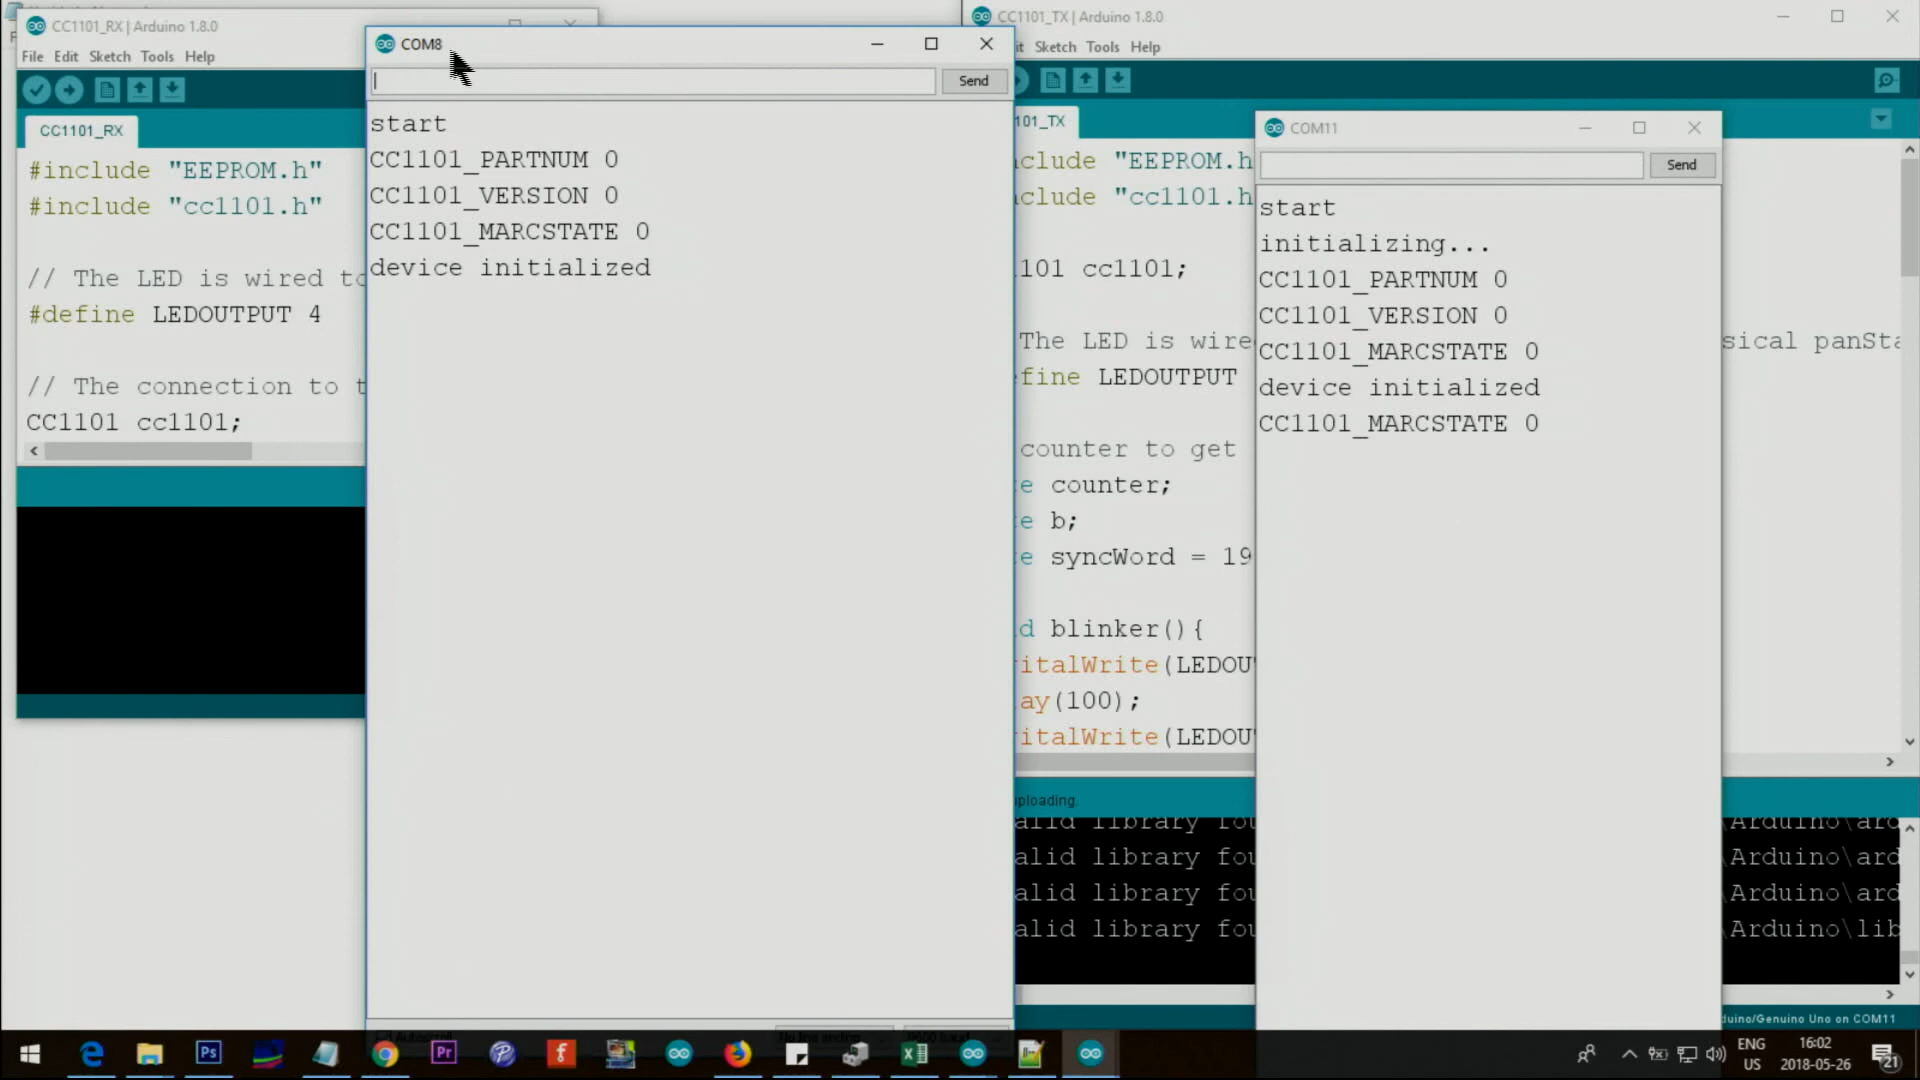 CC1101_RX | Arduino 1.8.0
File Edit Sketch Tools Help
CC1101_RX
#include "EEPROM.h"
#include "cc1101.h"
// The LED is wired to
#define LEDOUTPUT 4
// The connection to t
CC1101 cc1101;
COM8
Send
start
CC1101_PARTNUM 0
CC1101_VERSION 0
CC1101_MARCSTATE 0
device initialized
CC1101_TX | Arduino 1.8.0
it Sketch Tools Help
101_TX
clude "EEPROM.h
clude "cc1101.h
101 cc1101;
The LED is wire
sical panSta
fine LEDOUTPUT
counter to get
e counter;
e b;
e syncWord = 19
d blinker(){
italWrite(LEDOU
ay(100);
italWrite(LEDOU
ploading.
alid library fou
\Arduino\ard
alid library fou
\Arduino\ard
alid library fou
\Arduino\ard
alid library fou
\Arduino\lib
duino/Genuino Uno on COM11
COM11
Send
start
initializing...
CC1101_PARTNUM 0
CC1101_VERSION 0
CC1101_MARCSTATE 0
device initialized
CC1101_MARCSTATE 0
Ps
Pr
ENG
US
16:02
2018-05-26
21